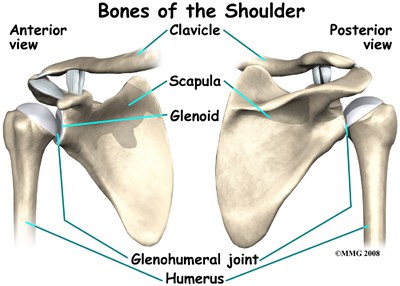 Bones of the Shoulder
Anterior
view
Clavicle
Posterior
view
Scapula
Glenoid
Glenohumeral joint
Humerus
©MMG 2008